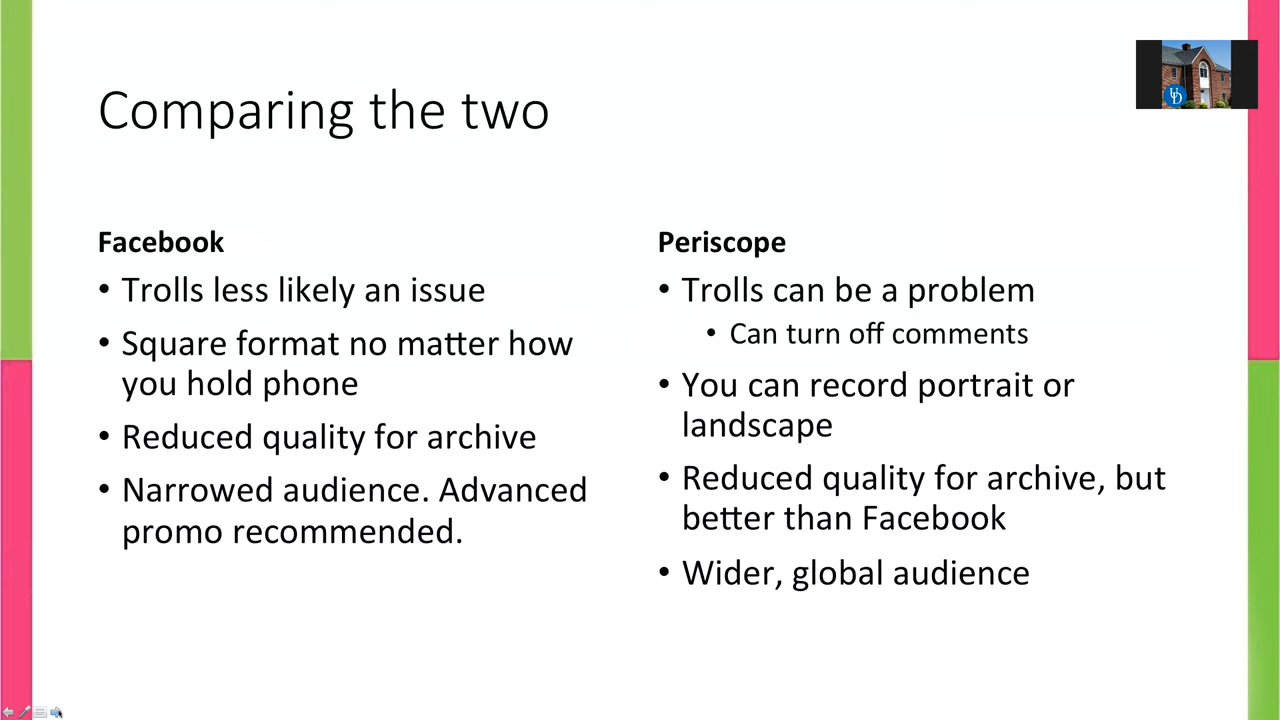 Comparing the two
UD
Facebook
• Trolls less likely an issue
• Square format no matter how
you hold phone
• Reduced quality for archive
• Narrowed audience. Advanced
promo recommended.
Periscope
• Trolls can be a problem
• Can turn off comments
• You can record portrait or
landscape
• Reduced quality for archive, but
better than Facebook
• Wider, global audience